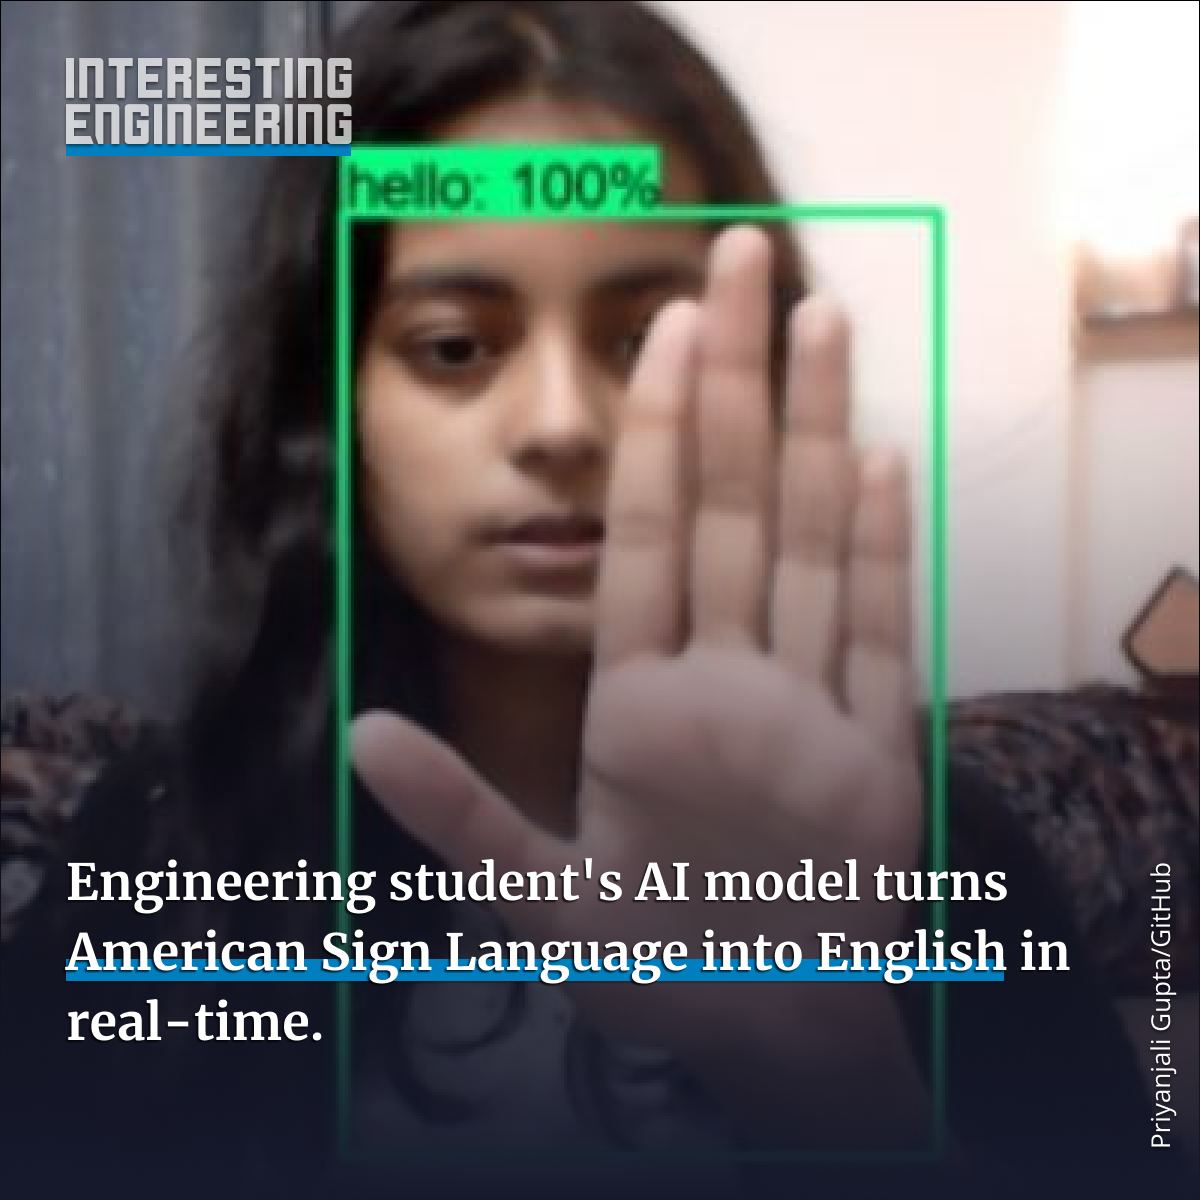 INTERESTING
ENGINEERING
hello: 100%
Engineering student's AI model turns
American Sign Language into English in
real-time.
Priyanjali Gupta/GitHub